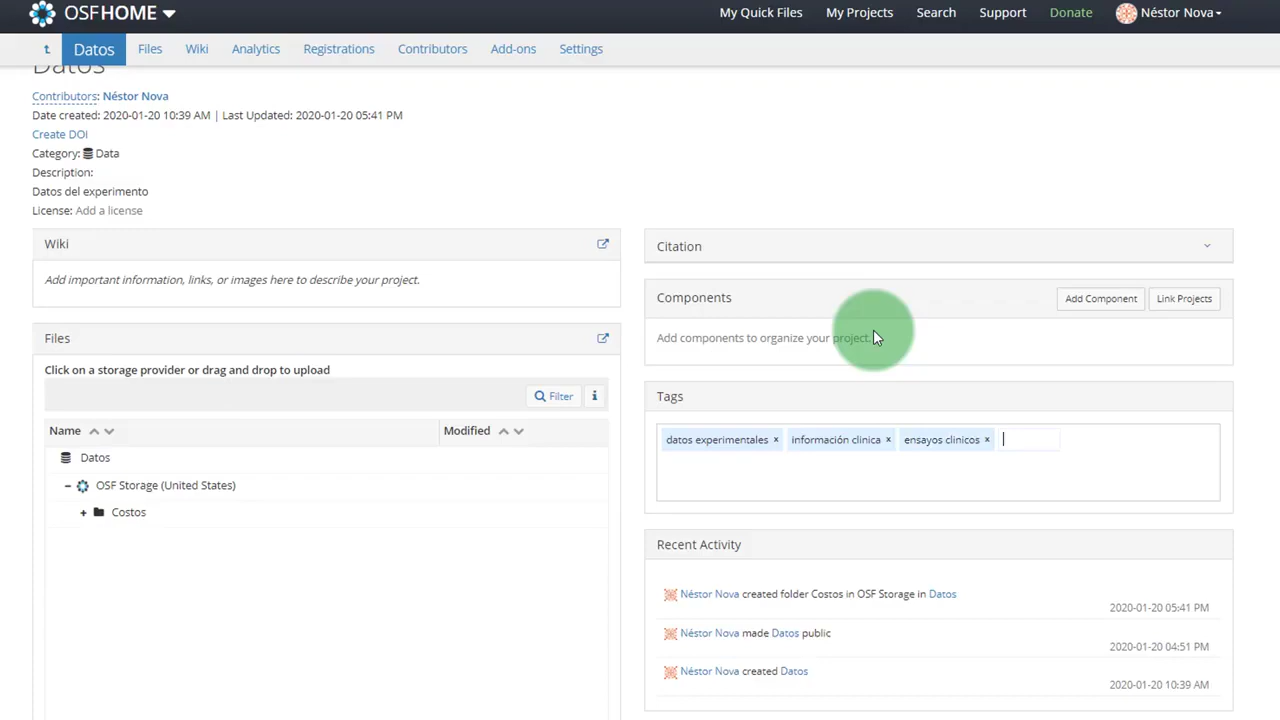 OSFHOME My Quick Files My Projects Search Support Donate Néstor Nova
t Datos Files Wiki Analytics Registrations Contributors Add-ons Settings
Datos
Contributors: Néstor Nova
Date created: 2020-01-20 10:39 AM | Last Updated: 2020-01-20 05:41 PM
Create DOI
Category: Data
Description:
Datos del experimento
License: Add a license
Wiki
Add important information, links, or images here to describe your project.
Files
Click on a storage provider or drag and drop to upload
Filter i
Name Modified
Datos
- OSF Storage (United States)
+ Costos
Citation
Components Add Component Link Projects
Add components to organize your project.
Tags
datos experimentales × información clinica × ensayos clinicos ×
Recent Activity
Néstor Nova created folder Costos in OSF Storage in Datos
2020-01-20 05:41 PM
Néstor Nova made Datos public
2020-01-20 04:51 PM
Néstor Nova created Datos
2020-01-20 10:39 AM